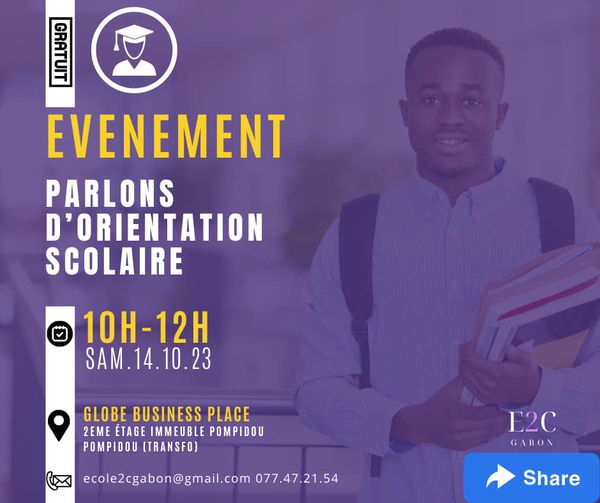 GRATUIT
EVENEMENT
PARLONS
D'ORIENTATION
SCOLAIRE
10H-12H
SAM.14.10.23
GLOBE BUSINESS PLACE
2EME ÉTAGE IMMEUBLE POMPIDOU
POMPIDOU (TRANSFO)
ecole2cgabon@gmail.com 077.47.21.54
E2C
GABON
Share